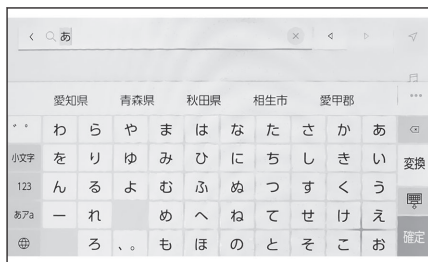 あ
愛知県 青森県 秋田県 相生市 愛甲郡
゛゜ わ ら や ま は な た さ か あ
小文字 を り ゆ み ひ に ち し き い 変換
123 ん る よ む ふ ぬ つ す く う
あアa ー れ め へ ね て せ け え
ろ 、。 も ほ の と そ こ お 確定